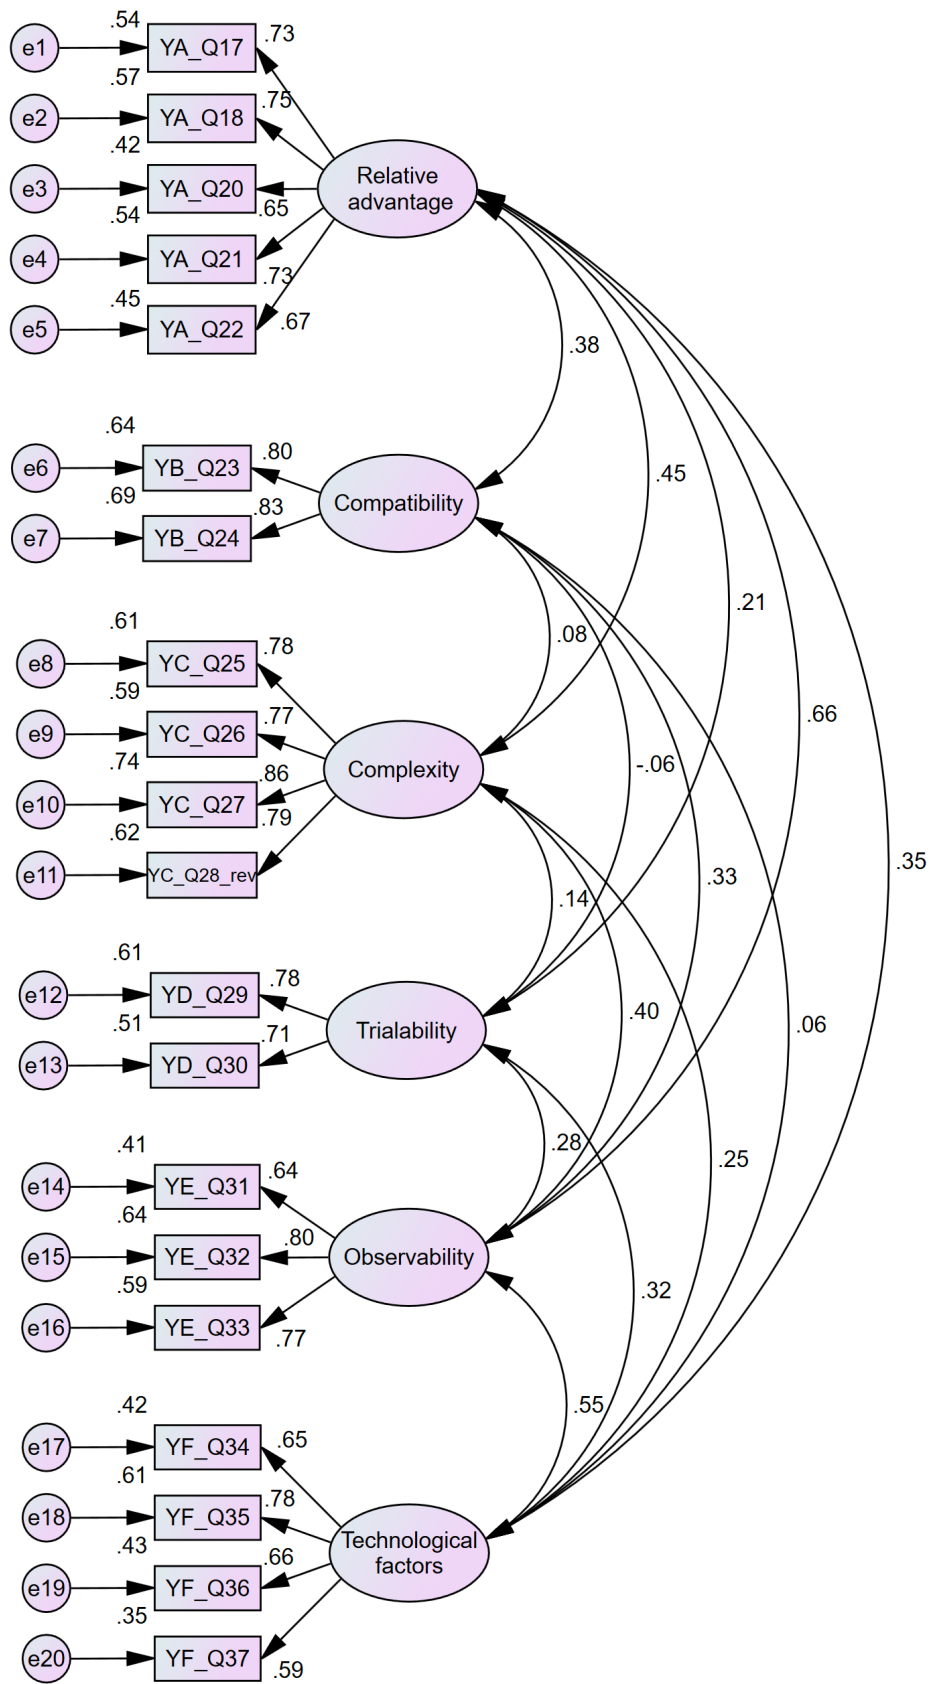 .54
e1 YA_Q17 .73
.57
e2 YA_Q18 .75
.42
e3 YA_Q20 .65
.54
e4 YA_Q21 .73
.45
e5 YA_Q22 .67
Relative
advantage
.38
.64
e6 YB_Q23 .80
.69
e7 YB_Q24 .83
Compatibility
.45
.21
.61
e8 YC_Q25 .78
.59
e9 YC_Q26 .77
.74
e10 YC_Q27 .86
.62
e11 YC_Q28_rev .79
Complexity
.08
.66
-.06
.35
.33
.14
.61
e12 YD_Q29 .78
.51
e13 YD_Q30 .71
Trialability
.40
.06
.41
e14 YE_Q31 .64
.64
e15 YE_Q32 .80
.59
e16 YE_Q33 .77
Observability
.28
.25
.32
.55
.42
e17 YF_Q34 .65
.61
e18 YF_Q35 .78
.43
e19 YF_Q36 .66
.35
e20 YF_Q37 .59
Technological
factors